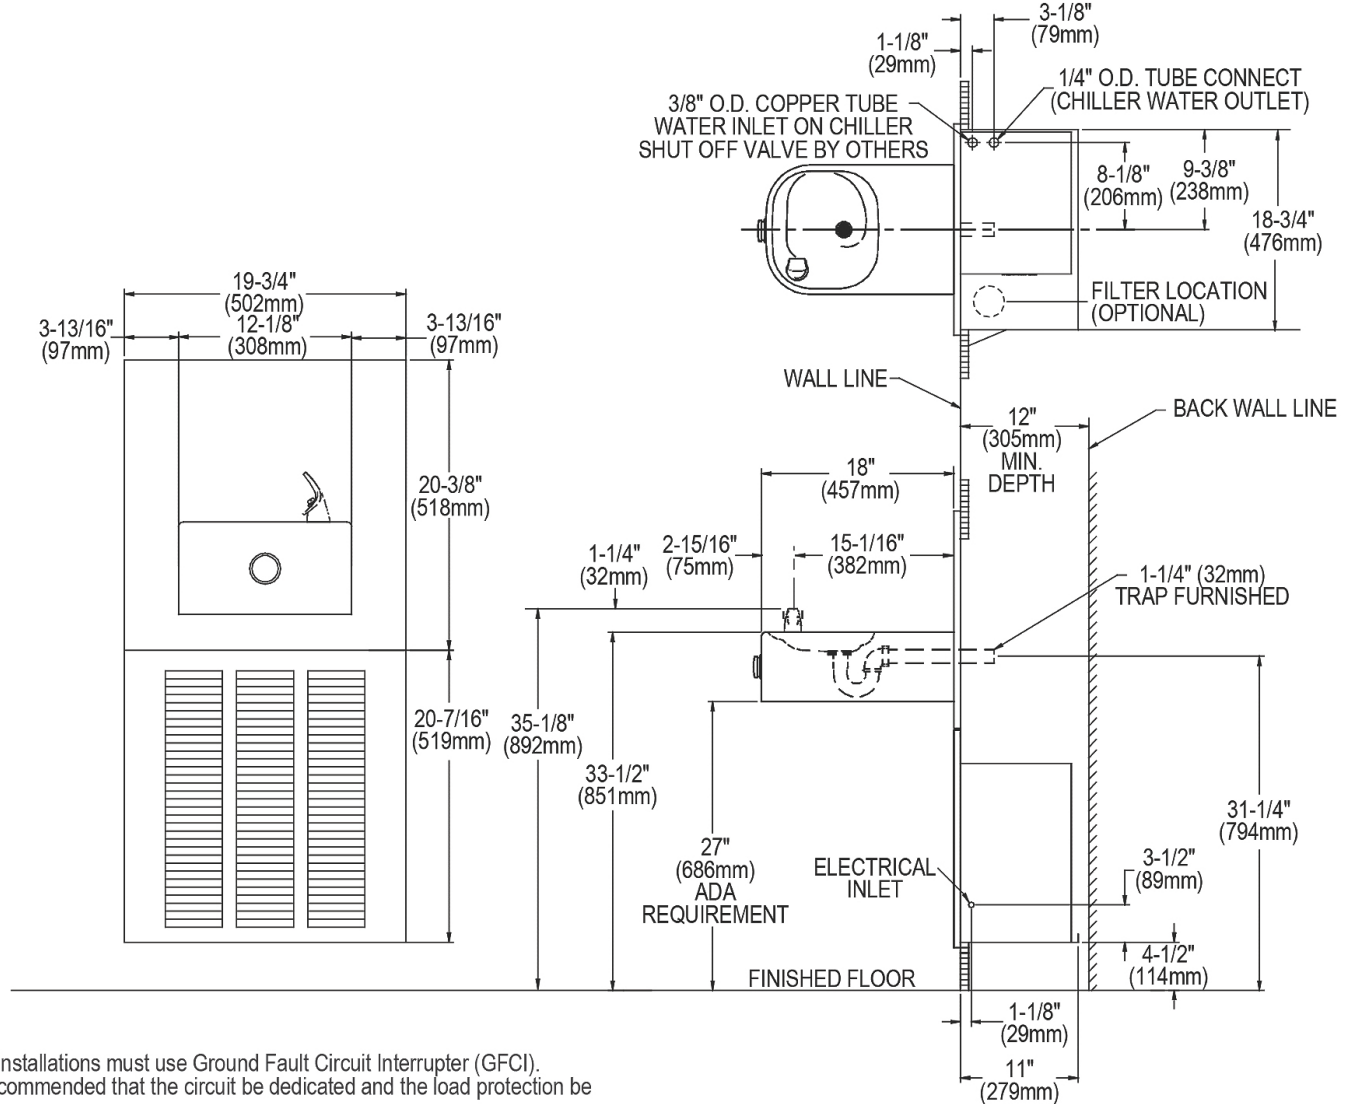 3-1/8"
(79mm)
1-1/8"
(29mm)
1/4" O.D. TUBE CONNECT
(CHILLER WATER OUTLET)
3/8" O.D. COPPER TUBE
WATER INLET ON CHILLER
SHUT OFF VALVE BY OTHERS
8-1/8"
(206mm)
9-3/8"
(238mm)
18-3/4"
(476mm)
FILTER LOCATION
(OPTIONAL)
19-3/4"
(502mm)
3-13/16"
(97mm)
12-1/8"
(308mm)
3-13/16"
(97mm)
WALL LINE
BACK WALL LINE
12"
(305mm)
MIN.
DEPTH
18"
(457mm)
20-3/8"
(518mm)
1-1/4"
(32mm)
2-15/16"
(75mm)
15-1/16"
(382mm)
1-1/4" (32mm)
TRAP FURNISHED
20-7/16"
(519mm)
35-1/8"
(892mm)
33-1/2"
(851mm)
27"
(686mm)
ADA
REQUIREMENT
31-1/4"
(794mm)
ELECTRICAL
INLET
3-1/2"
(89mm)
4-1/2"
(114mm)
FINISHED FLOOR
1-1/8"
(29mm)
11"
(279mm)
nstallations must use Ground Fault Circuit Interrupter (GFCI).
commended that the circuit be dedicated and the load protection be